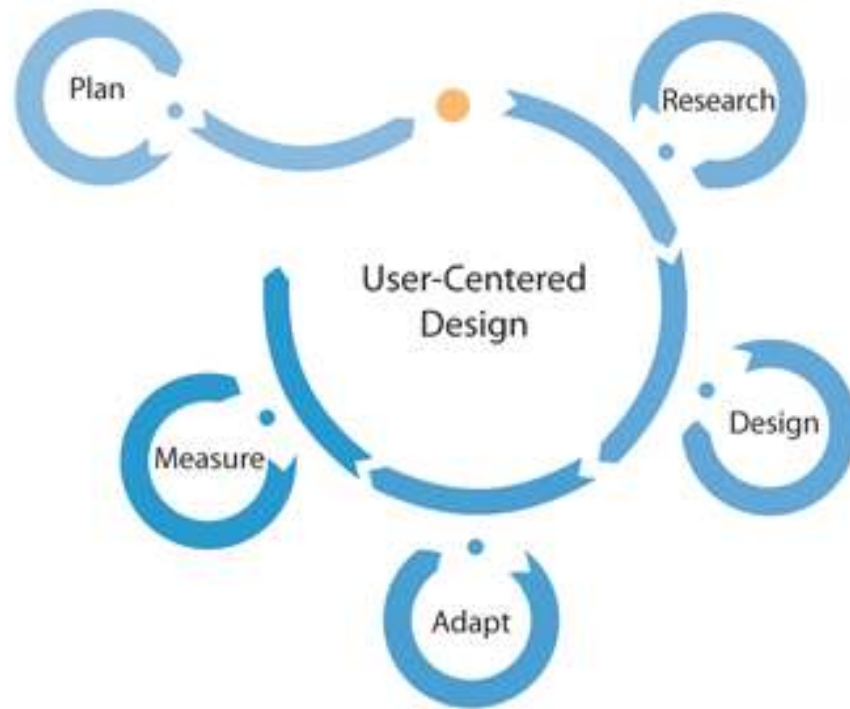 Plan
Research
User-Centered
Design
Design
Adapt
Measure